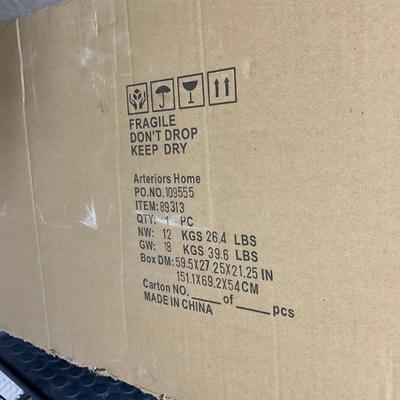 FRAGILE
DON'T DROP
KEEP DRY
Arteriors Home
PO.NO.109555
ITEM: 89313
QTY: 1 PC
NW: 12 KGS 26.4 LBS
GW: 18 KGS 39.6 LBS
Box DM: 59.5X27.25X21.25 IN
151.1X69.2X54CM
Carton NO. ____ of ____ pcs
MADE IN CHINA